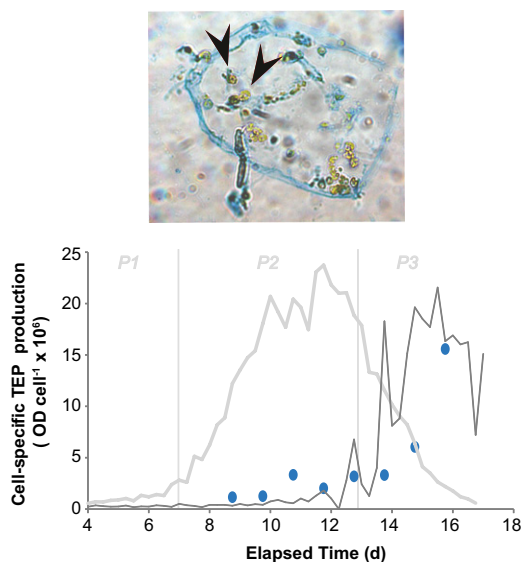 P1 P2 P3
25
20
15
10
5
0
Cell-specific TEP production
( OD cell-1 x 10⁶)
4 6 8 10 12 14 16 18
Elapsed Time (d)